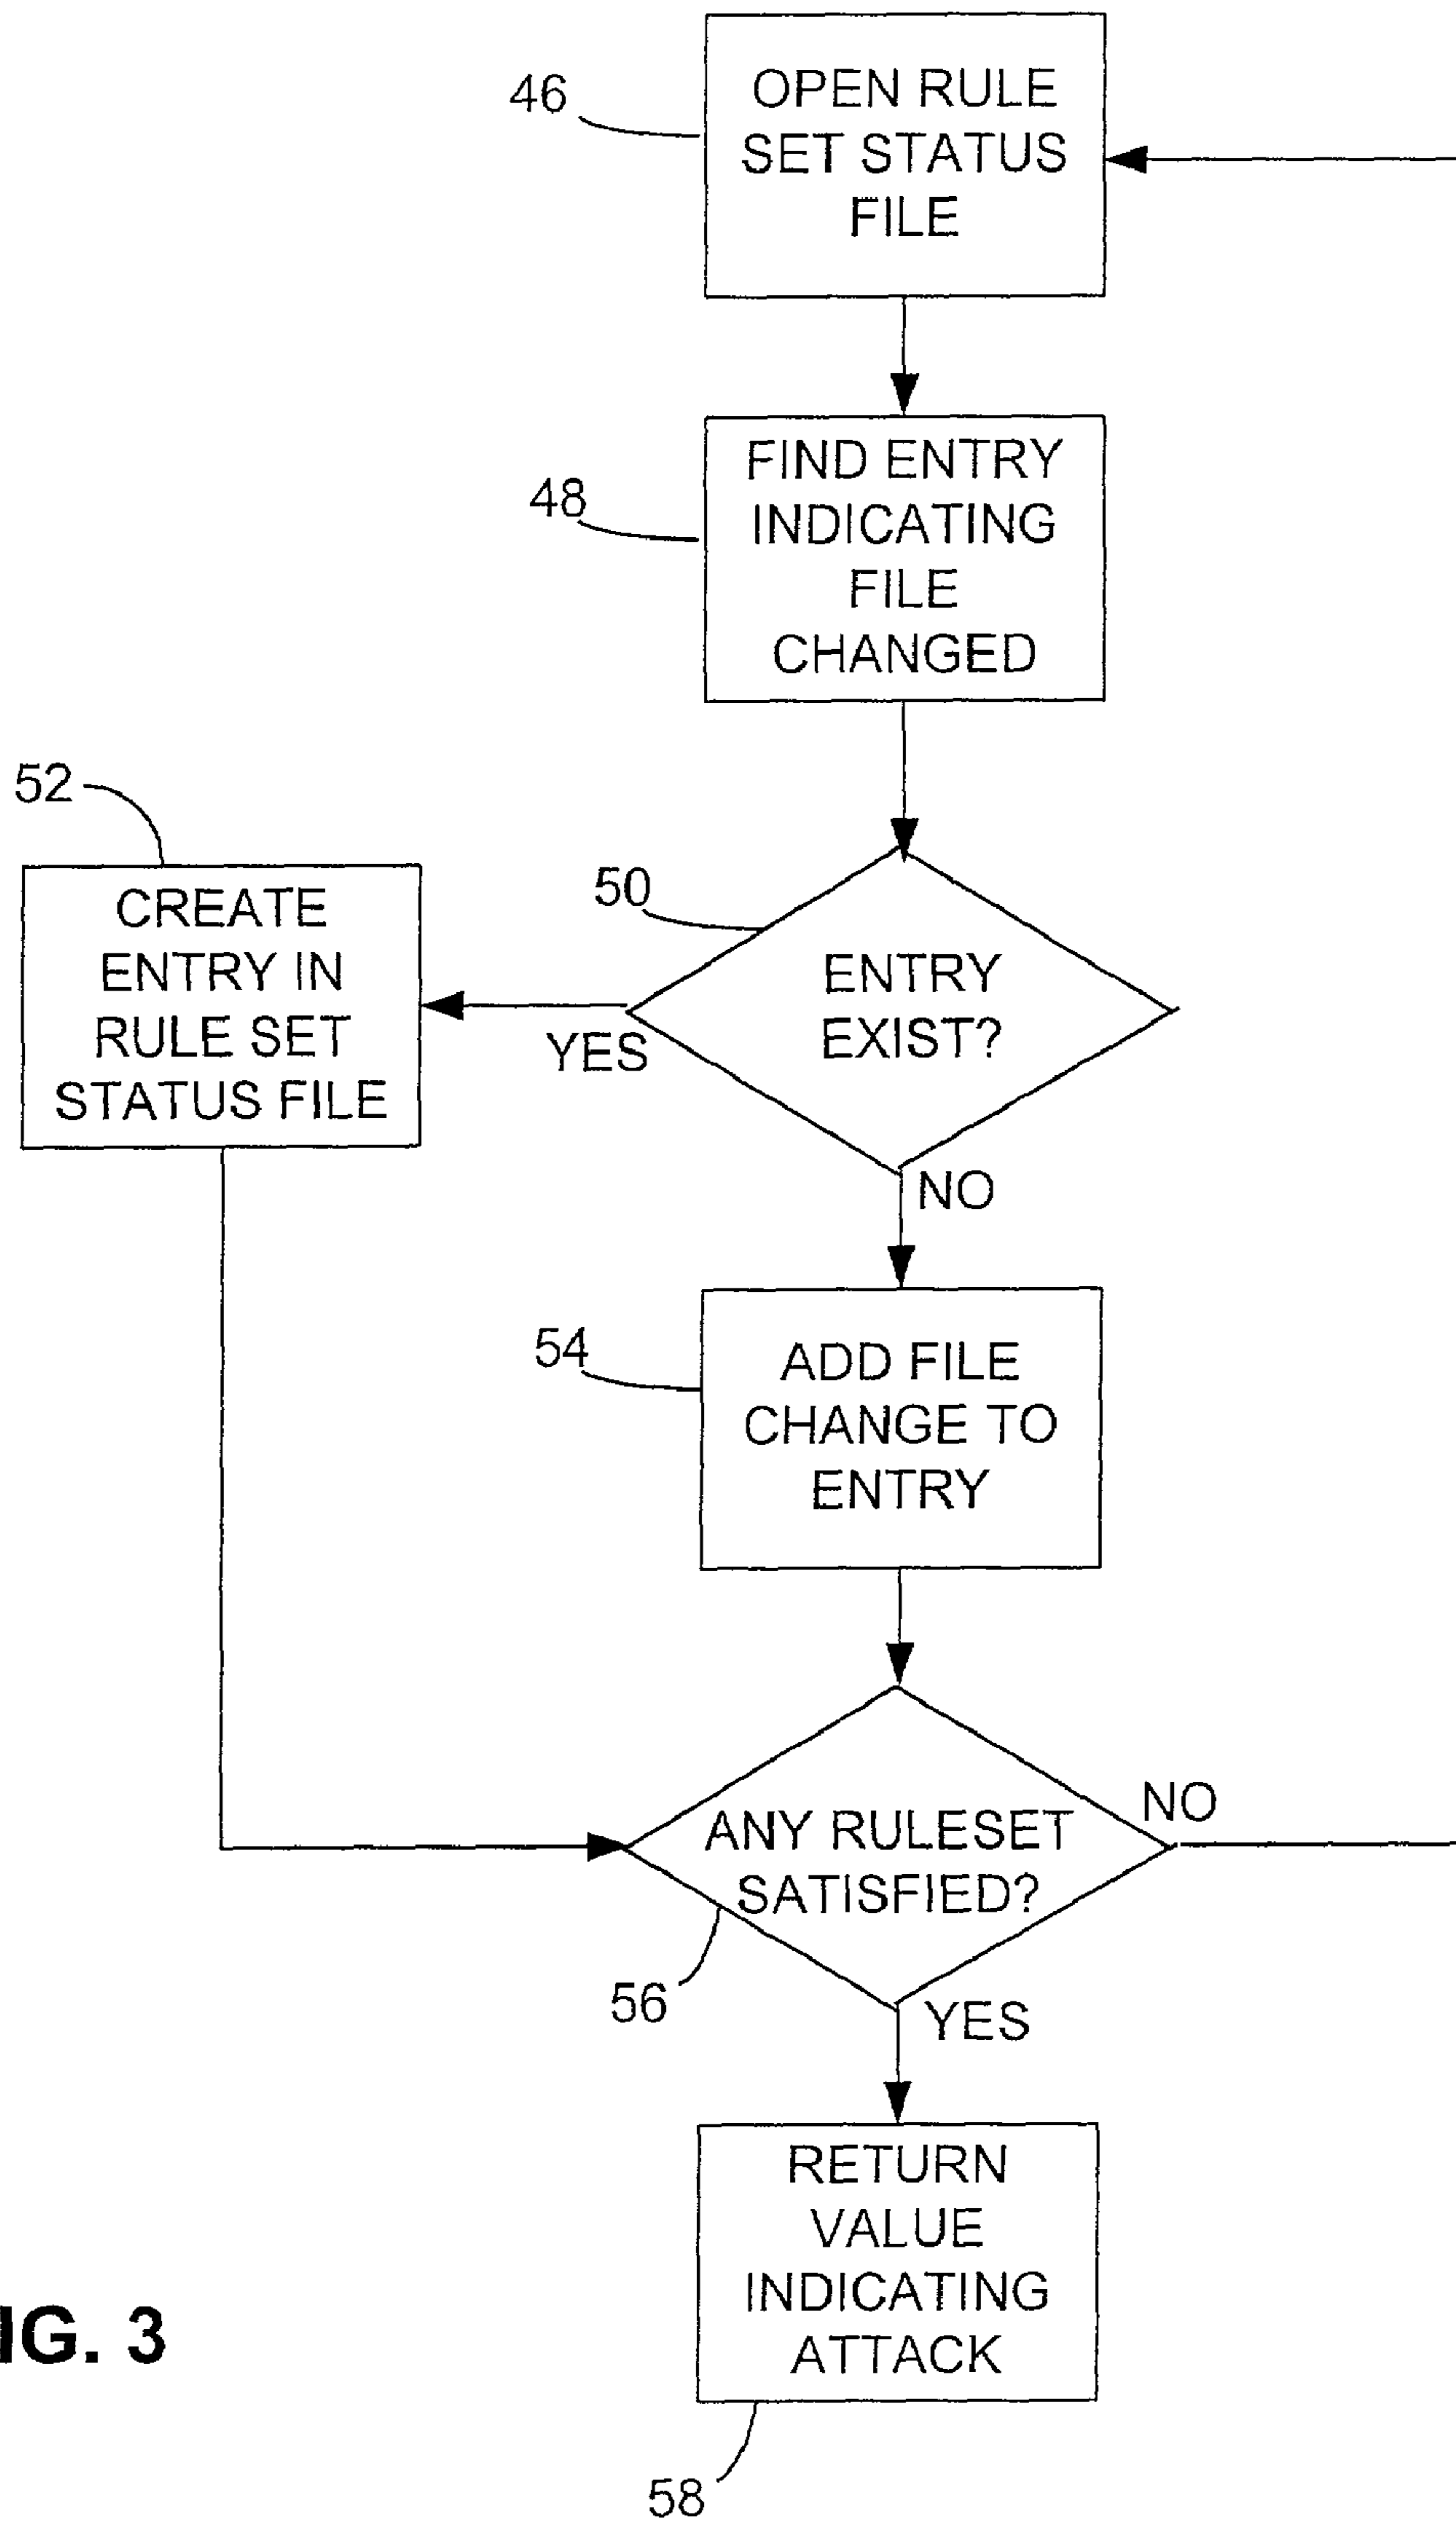 46
OPEN RULE
SET STATUS
FILE
48
FIND ENTRY
INDICATING
FILE
CHANGED
52
CREATE
ENTRY IN
RULE SET
STATUS FILE
50
ENTRY
EXIST?
YES
NO
54
ADD FILE
CHANGE TO
ENTRY
ANY RULESET
SATISFIED?
NO
56
YES
RETURN
VALUE
INDICATING
ATTACK
58
IG. 3